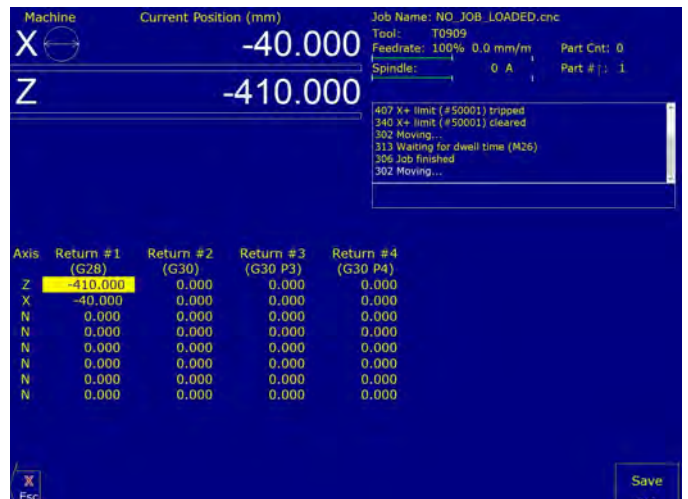 Machine Current Position (mm)
X -40.000
Z -410.000
Job Name: NO_JOB_LOADED.cnc
Tool: T0909
Feedrate: 100% 0.0 mm/m Part Cnt: 0
Spindle: 0 A Part # : 1
407 X+ limit (#50001) tripped
340 X+ limit (#50001) cleared
302 Moving...
313 Waiting for dwell time (M26)
306 Job finished
302 Moving...
Axis Return #1 Return #2 Return #3 Return #4
(G28) (G30) (G30 P3) (G30 P4)
Z -410.000 0.000 0.000 0.000
X -40.000 0.000 0.000 0.000
N 0.000 0.000 0.000 0.000
N 0.000 0.000 0.000 0.000
N 0.000 0.000 0.000 0.000
N 0.000 0.000 0.000 0.000
N 0.000 0.000 0.000 0.000
N 0.000 0.000 0.000 0.000
X
Esc
Save